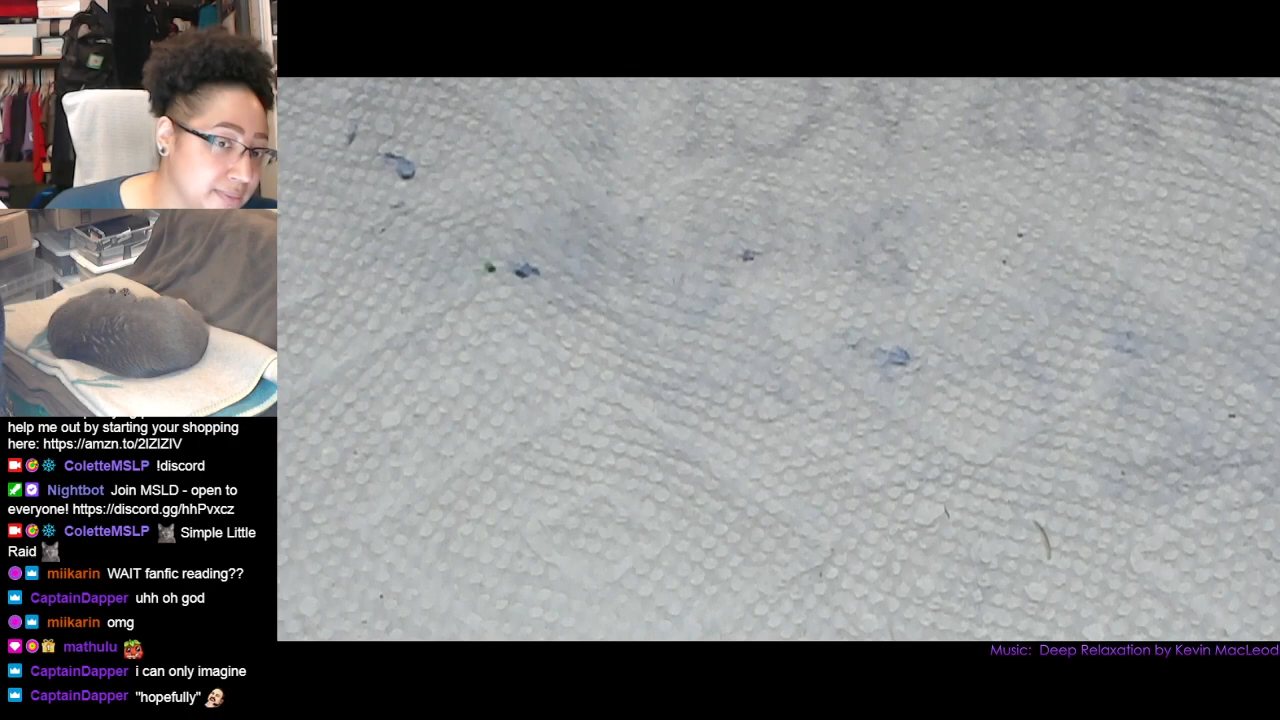 help me out by starting your shopping
here: https://amzn.to/2IZIZIV
ColetteMSLP !discord
Nightbot Join MSLD - open to
everyone! https://discord.gg/hhPvxcz
ColetteMSLP Simple Little
Raid
miikarin WAIT fanfic reading??
CaptainDapper uhh oh god
miikarin omg
mathulu
CaptainDapper i can only imagine
CaptainDapper "hopefully"
Music: Deep Relaxation by Kevin MacLeod